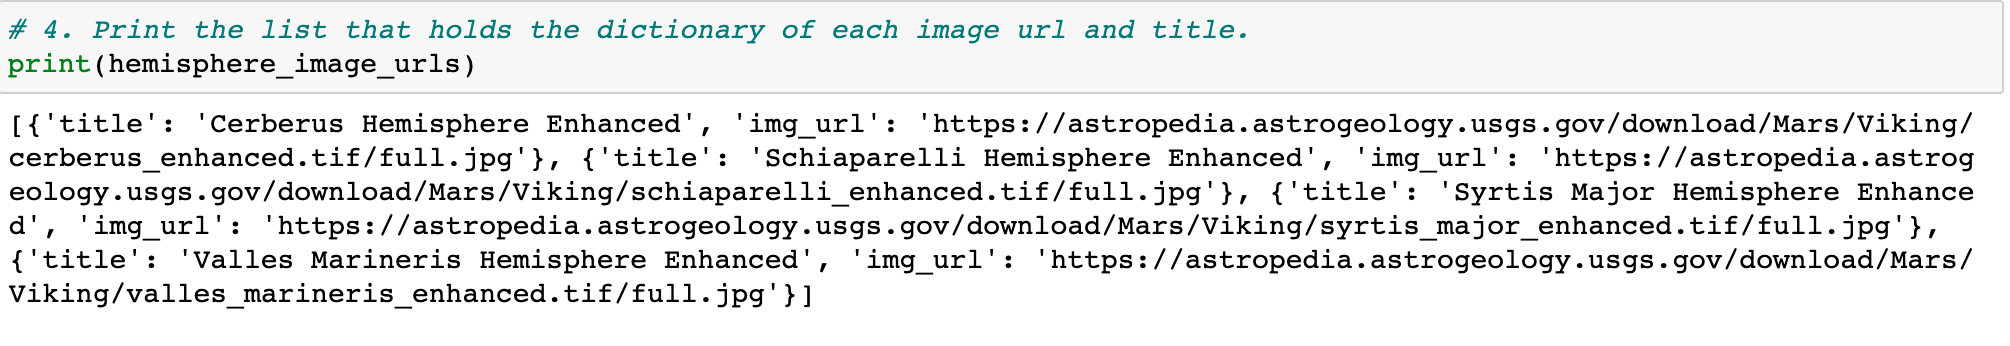 # 4. Print the list that holds the dictionary of each image url and title.
print(hemisphere_image_urls)
[{'title': 'Cerberus Hemisphere Enhanced', 'img_url': 'https://astropedia.astrogeology.usgs.gov/download/Mars/Viking/
cerberus_enhanced.tif/full.jpg'}, {'title': 'Schiaparelli Hemisphere Enhanced', 'img_url': 'https://astropedia.astrog
eology.usgs.gov/download/Mars/Viking/schiaparelli_enhanced.tif/full.jpg'}, {'title': 'Syrtis Major Hemisphere Enhance
d', 'img_url': 'https://astropedia.astrogeology.usgs.gov/download/Mars/Viking/syrtis_major_enhanced.tif/full.jpg'},
{'title': 'Valles Marineris Hemisphere Enhanced', 'img_url': 'https://astropedia.astrogeology.usgs.gov/download/Mars/
Viking/valles_marineris_enhanced.tif/full.jpg'}]